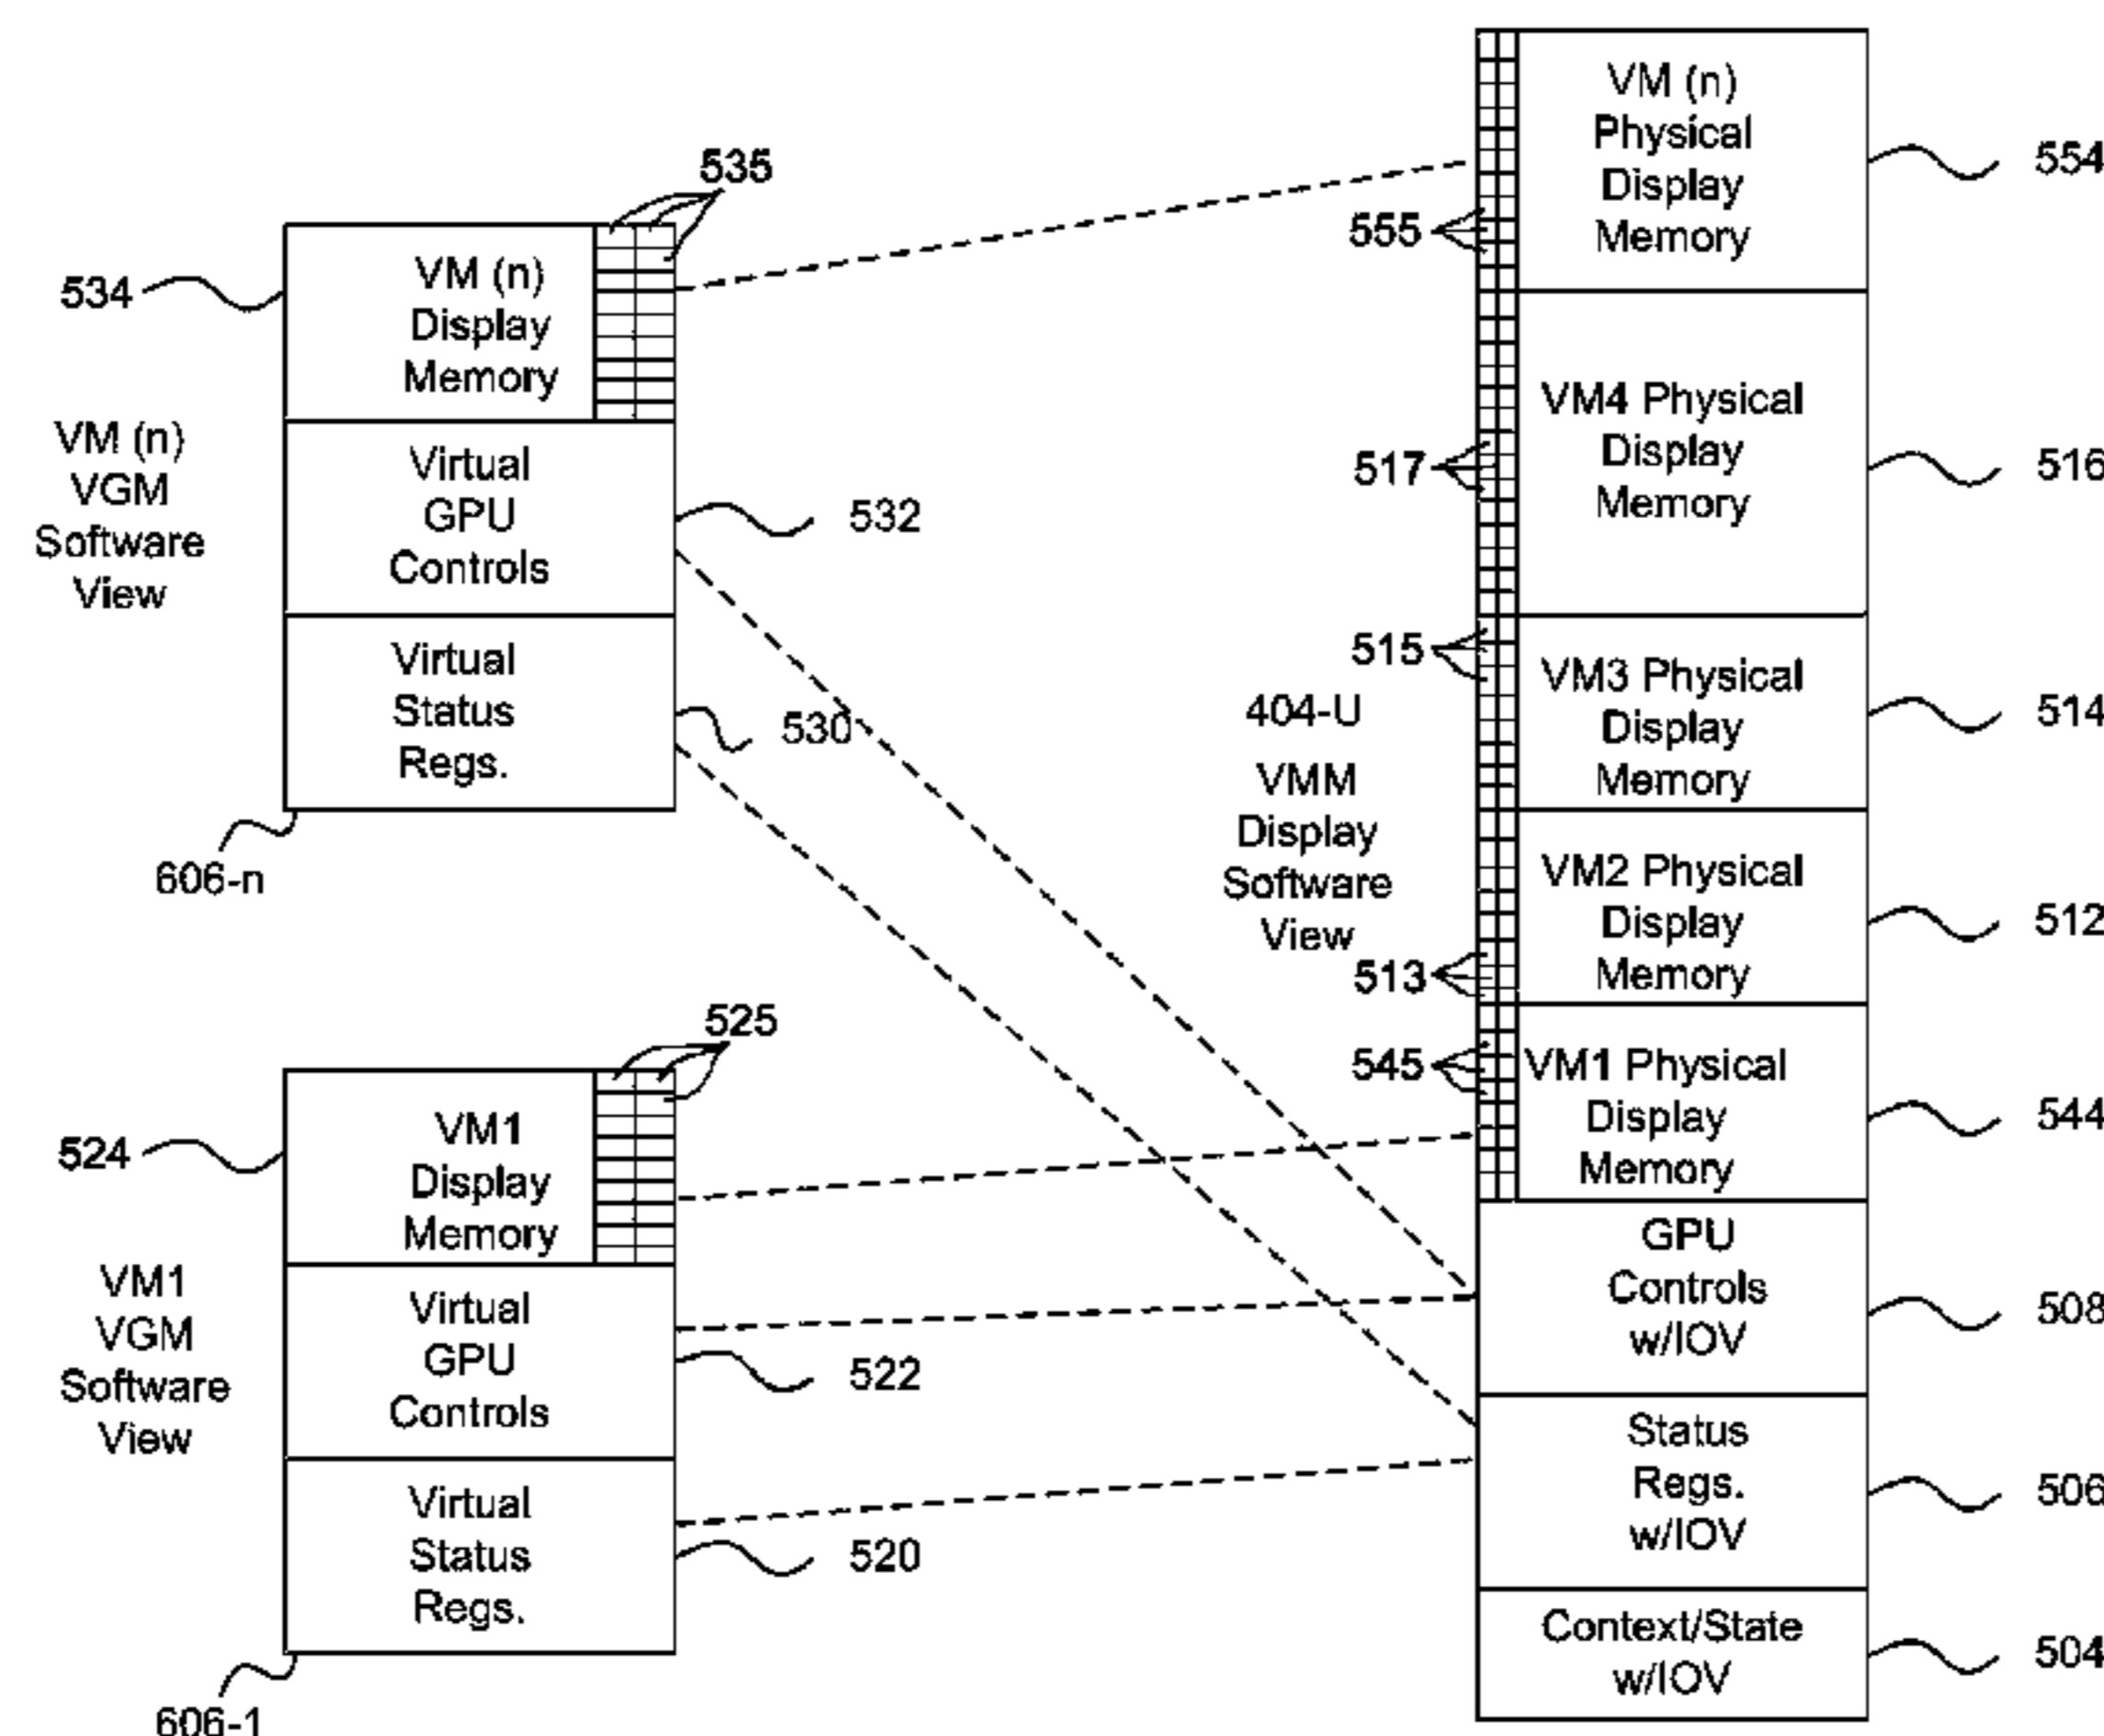 535
534
VM (n)
Display
Memory
VM (n)
VGM
Software
View
Virtual
GPU
Controls
532
Virtual
Status
Regs.
530
606-n
525
524
VM1
Display
Memory
VM1
VGM
Software
View
Virtual
GPU
Controls
522
Virtual
Status
Regs.
520
606-1
404-U
VMM
Display
Software
View
VM (n)
Physical
Display
Memory
554
555
VM4 Physical
Display
Memory
516
517
515
VM3 Physical
Display
Memory
514
VM2 Physical
Display
Memory
512
513
545
VM1 Physical
Display
Memory
544
GPU
Controls
w/IOV
508
Status
Regs.
w/IOV
506
Context/State
w/IOV
504